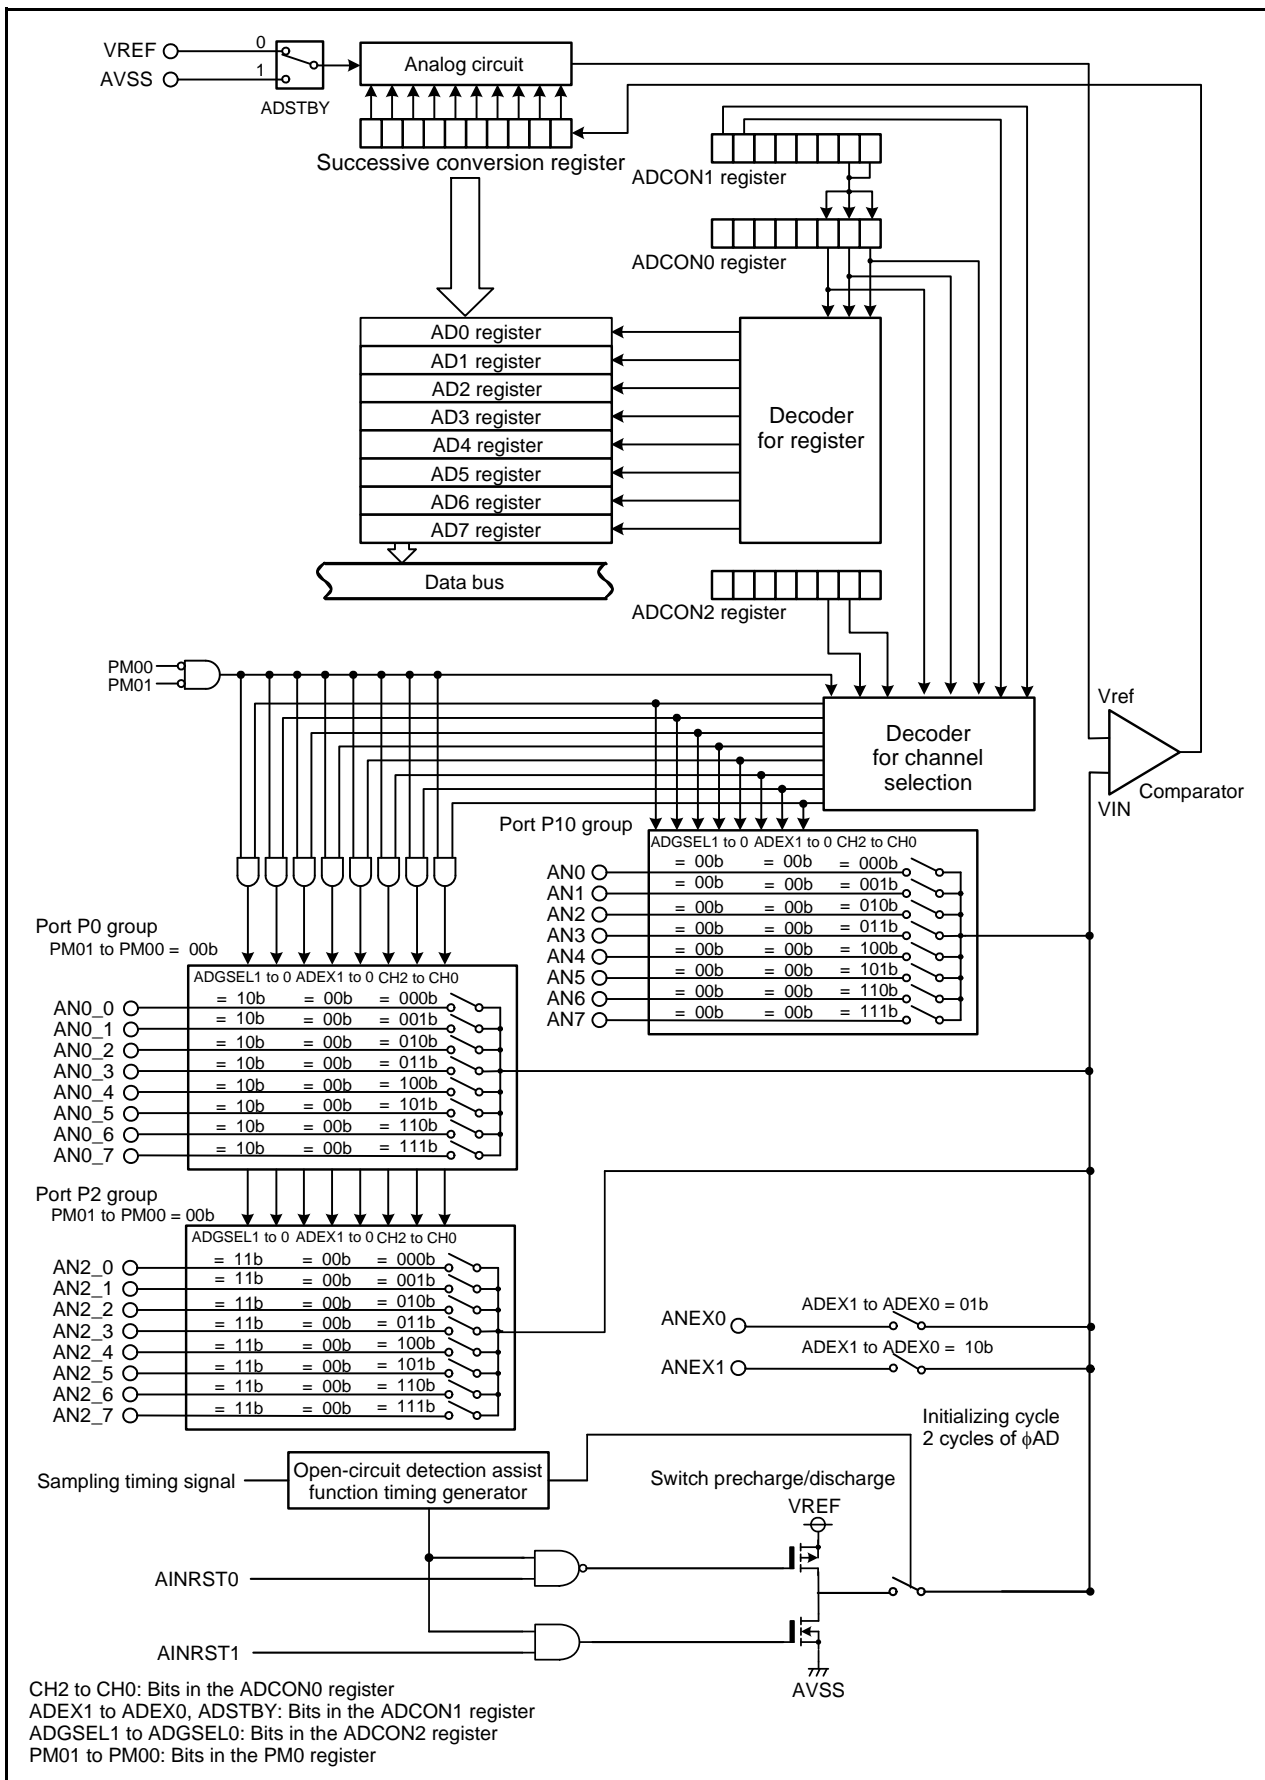 VREF
0
AVSS
1
ADSTBY
Analog circuit
Successive conversion register
ADCON1 register
ADCON0 register
AD0 register
AD1 register
AD2 register
AD3 register
AD4 register
AD5 register
AD6 register
AD7 register
Decoder
for register
Data bus
ADCON2 register
PM00
PM01
Decoder
for channel
selection
Vref
VIN
Comparator
Port P10 group
ADGSEL1 to 0 ADEX1 to 0 CH2 to CH0
AN0 = 00b = 00b = 000b
AN1 = 00b = 00b = 001b
AN2 = 00b = 00b = 010b
AN3 = 00b = 00b = 011b
AN4 = 00b = 00b = 100b
AN5 = 00b = 00b = 101b
AN6 = 00b = 00b = 110b
AN7 = 00b = 00b = 111b
Port P0 group
PM01 to PM00 = 00b
ADGSEL1 to 0 ADEX1 to 0 CH2 to CH0
AN0_0 = 10b = 00b = 000b
AN0_1 = 10b = 00b = 001b
AN0_2 = 10b = 00b = 010b
AN0_3 = 10b = 00b = 011b
AN0_4 = 10b = 00b = 100b
AN0_5 = 10b = 00b = 101b
AN0_6 = 10b = 00b = 110b
AN0_7 = 10b = 00b = 111b
Port P2 group
PM01 to PM00 = 00b
ADGSEL1 to 0 ADEX1 to 0 CH2 to CH0
AN2_0 = 11b = 00b = 000b
AN2_1 = 11b = 00b = 001b
AN2_2 = 11b = 00b = 010b
AN2_3 = 11b = 00b = 011b
AN2_4 = 11b = 00b = 100b
AN2_5 = 11b = 00b = 101b
AN2_6 = 11b = 00b = 110b
AN2_7 = 11b = 00b = 111b
ANEX0
ADEX1 to ADEX0 = 01b
ANEX1
ADEX1 to ADEX0 = 10b
Initializing cycle
2 cycles of ϕAD
Sampling timing signal
Open-circuit detection assist
function timing generator
Switch precharge/discharge
VREF
AINRST0
AINRST1
AVSS
CH2 to CH0: Bits in the ADCON0 register
ADEX1 to ADEX0, ADSTBY: Bits in the ADCON1 register
ADGSEL1 to ADGSEL0: Bits in the ADCON2 register
PM01 to PM00: Bits in the PM0 register